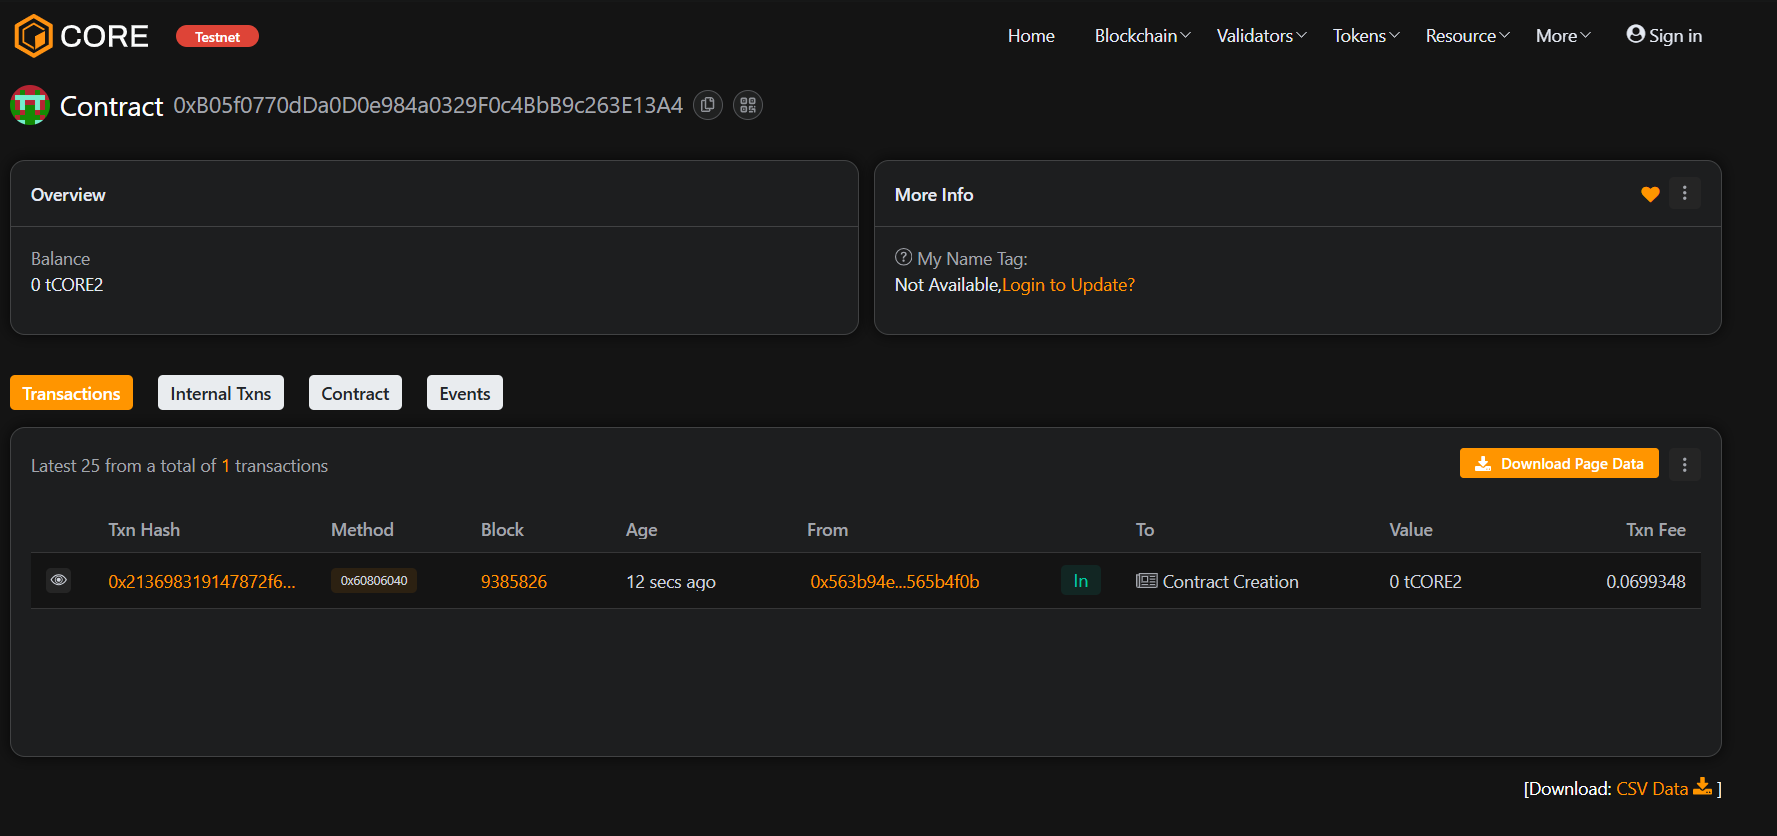 CORE Testnet Home Blockchain Validators Tokens Resource More Sign in
Contract 0xB05f0770dDa0D0e984a0329F0c4BbB9c263E13A4
Overview
Balance
0 tCORE2
More Info
My Name Tag:
Not Available,Login to Update?
Transactions Internal Txns Contract Events
Latest 25 from a total of 1 transactions
Download Page Data
Txn Hash Method Block Age From To Value Txn Fee
0x213698319147872f6... 0x60806040 9385826 12 secs ago 0x563b94e...565b4f0b In Contract Creation 0 tCORE2 0.0699348
[Download: CSV Data ]